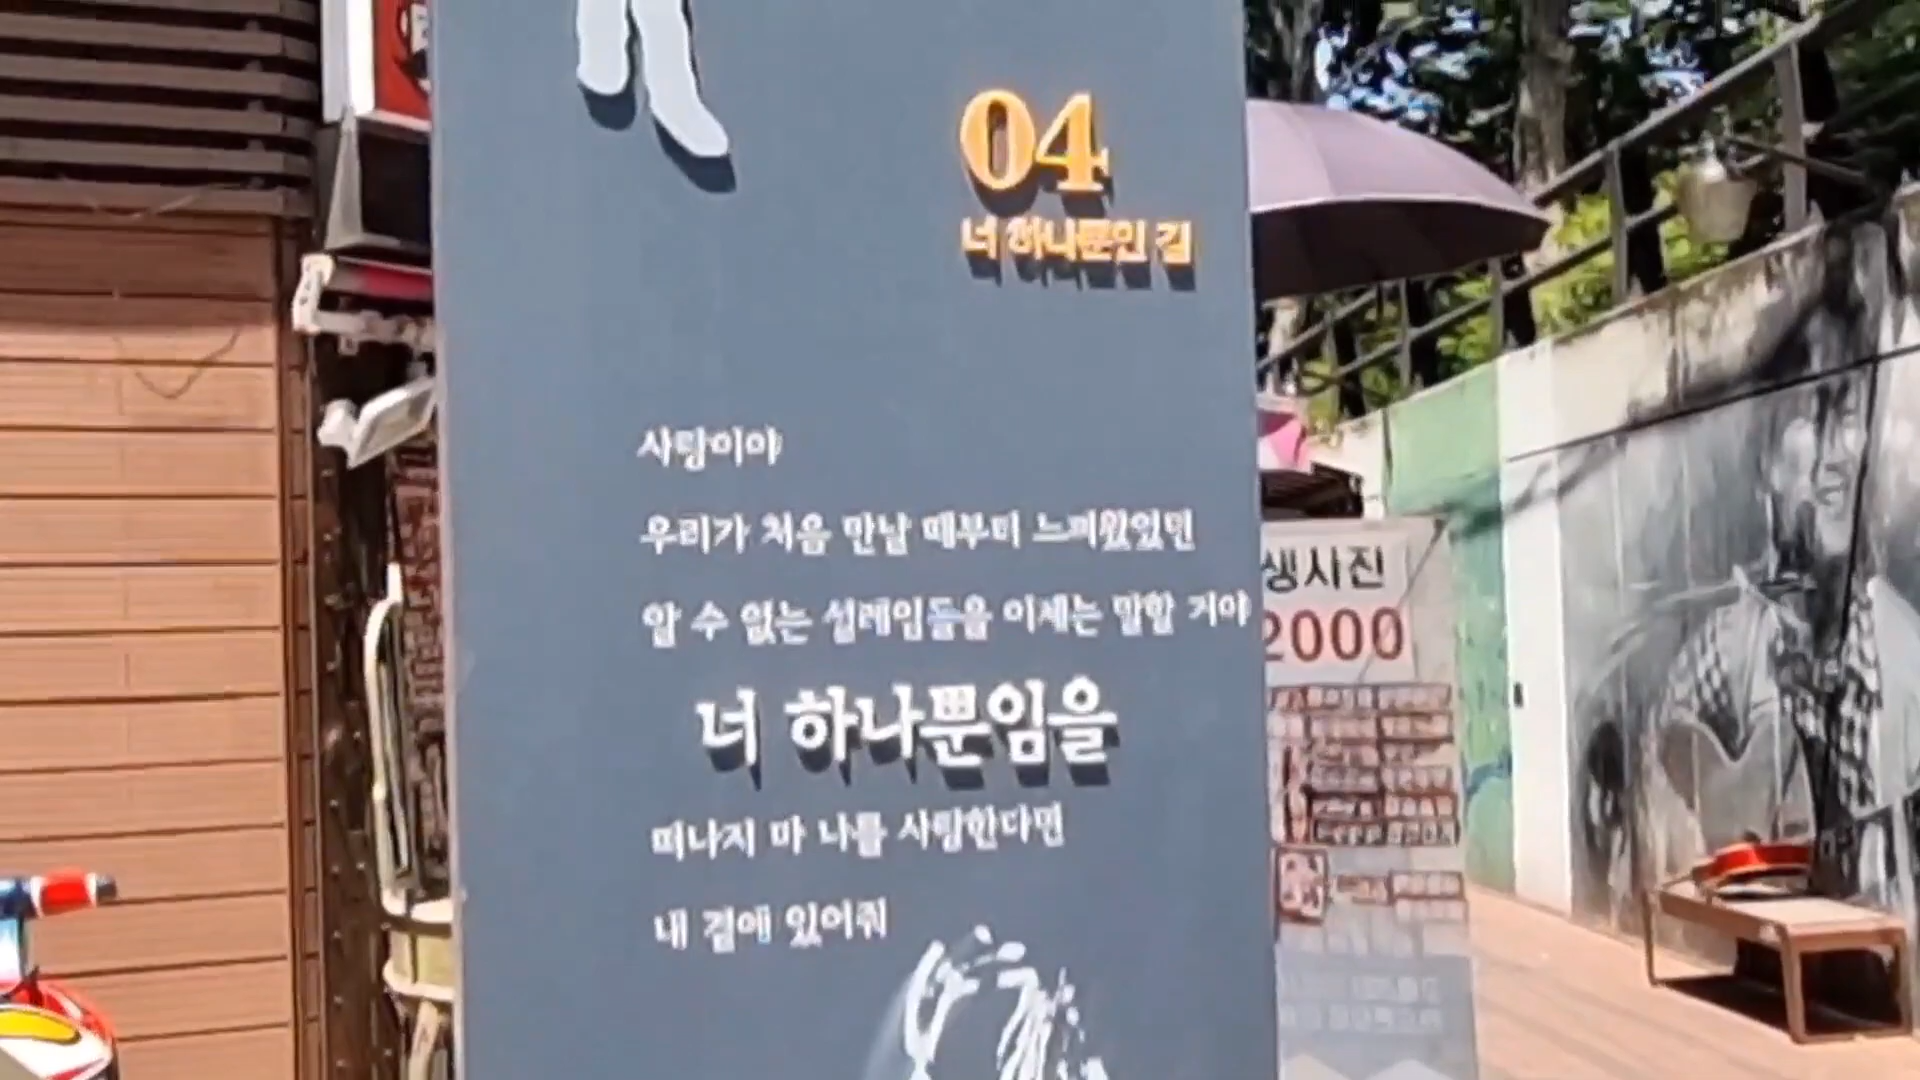 04
너 하나뿐인 길
사랑이야
우리가 처음 만날 때부터 느껴왔었던
알 수 없는 설레임들을 이제는 말할 거야
너 하나뿐임을
떠나지 마 나를 사랑한다면
내 곁에 있어줘
생사진
2000